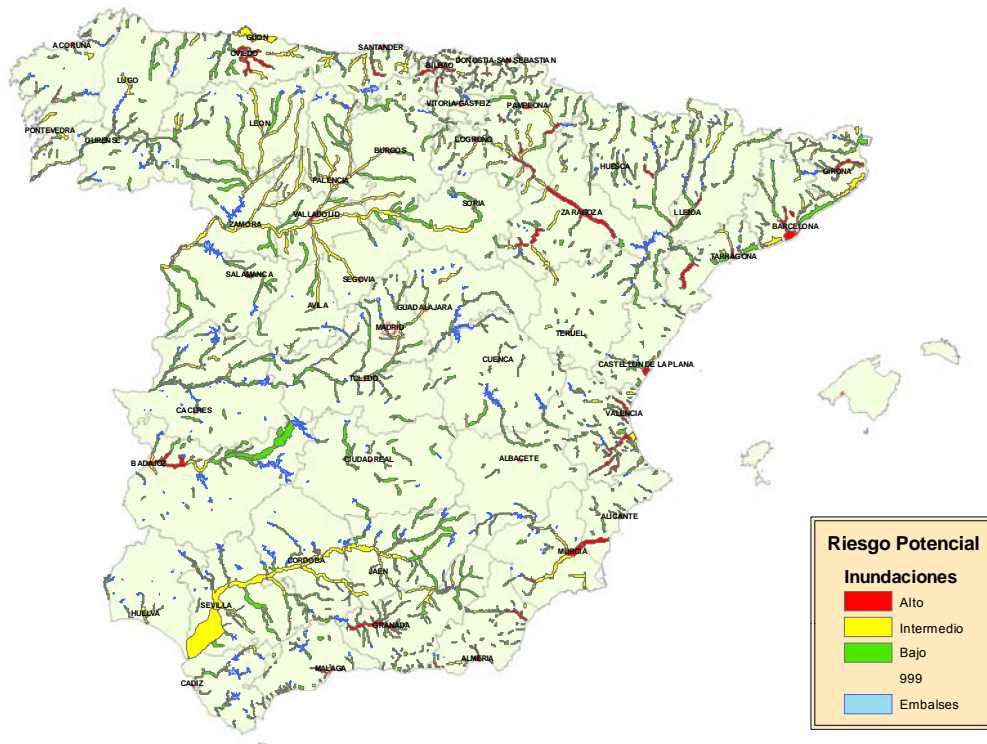 GIJON
A CORUÑA
OVIEDO
SANTANDER
BILBAO
DONOSTIA-SAN SEBASTIAN
LUGO
VITORIA-GASTEIZ
PAMPLONA
PONTEVEDRA
OURENSE
LEON
LOGROÑO
BURGOS
HUESCA
GIRONA
PALENCIA
SORIA
ZAMORA
VALLADOLID
ZARAGOZA
LLEIDA
BARCELONA
TARRAGONA
SALAMANCA
SEGOVIA
AVILA
GUADALAJARA
MADRID
TERUEL
CUENCA
CASTELLON DE LA PLANA
TOLEDO
CACERES
VALENCIA
BADAJOZ
CIUDAD REAL
ALBACETE
ALICANTE
MURCIA
CORDOBA
JAEN
HUELVA
SEVILLA
GRANADA
ALMERIA
MALAGA
CADIZ
Riesgo Potencial
Inundaciones
Alto
Intermedio
Bajo
999
Embalses